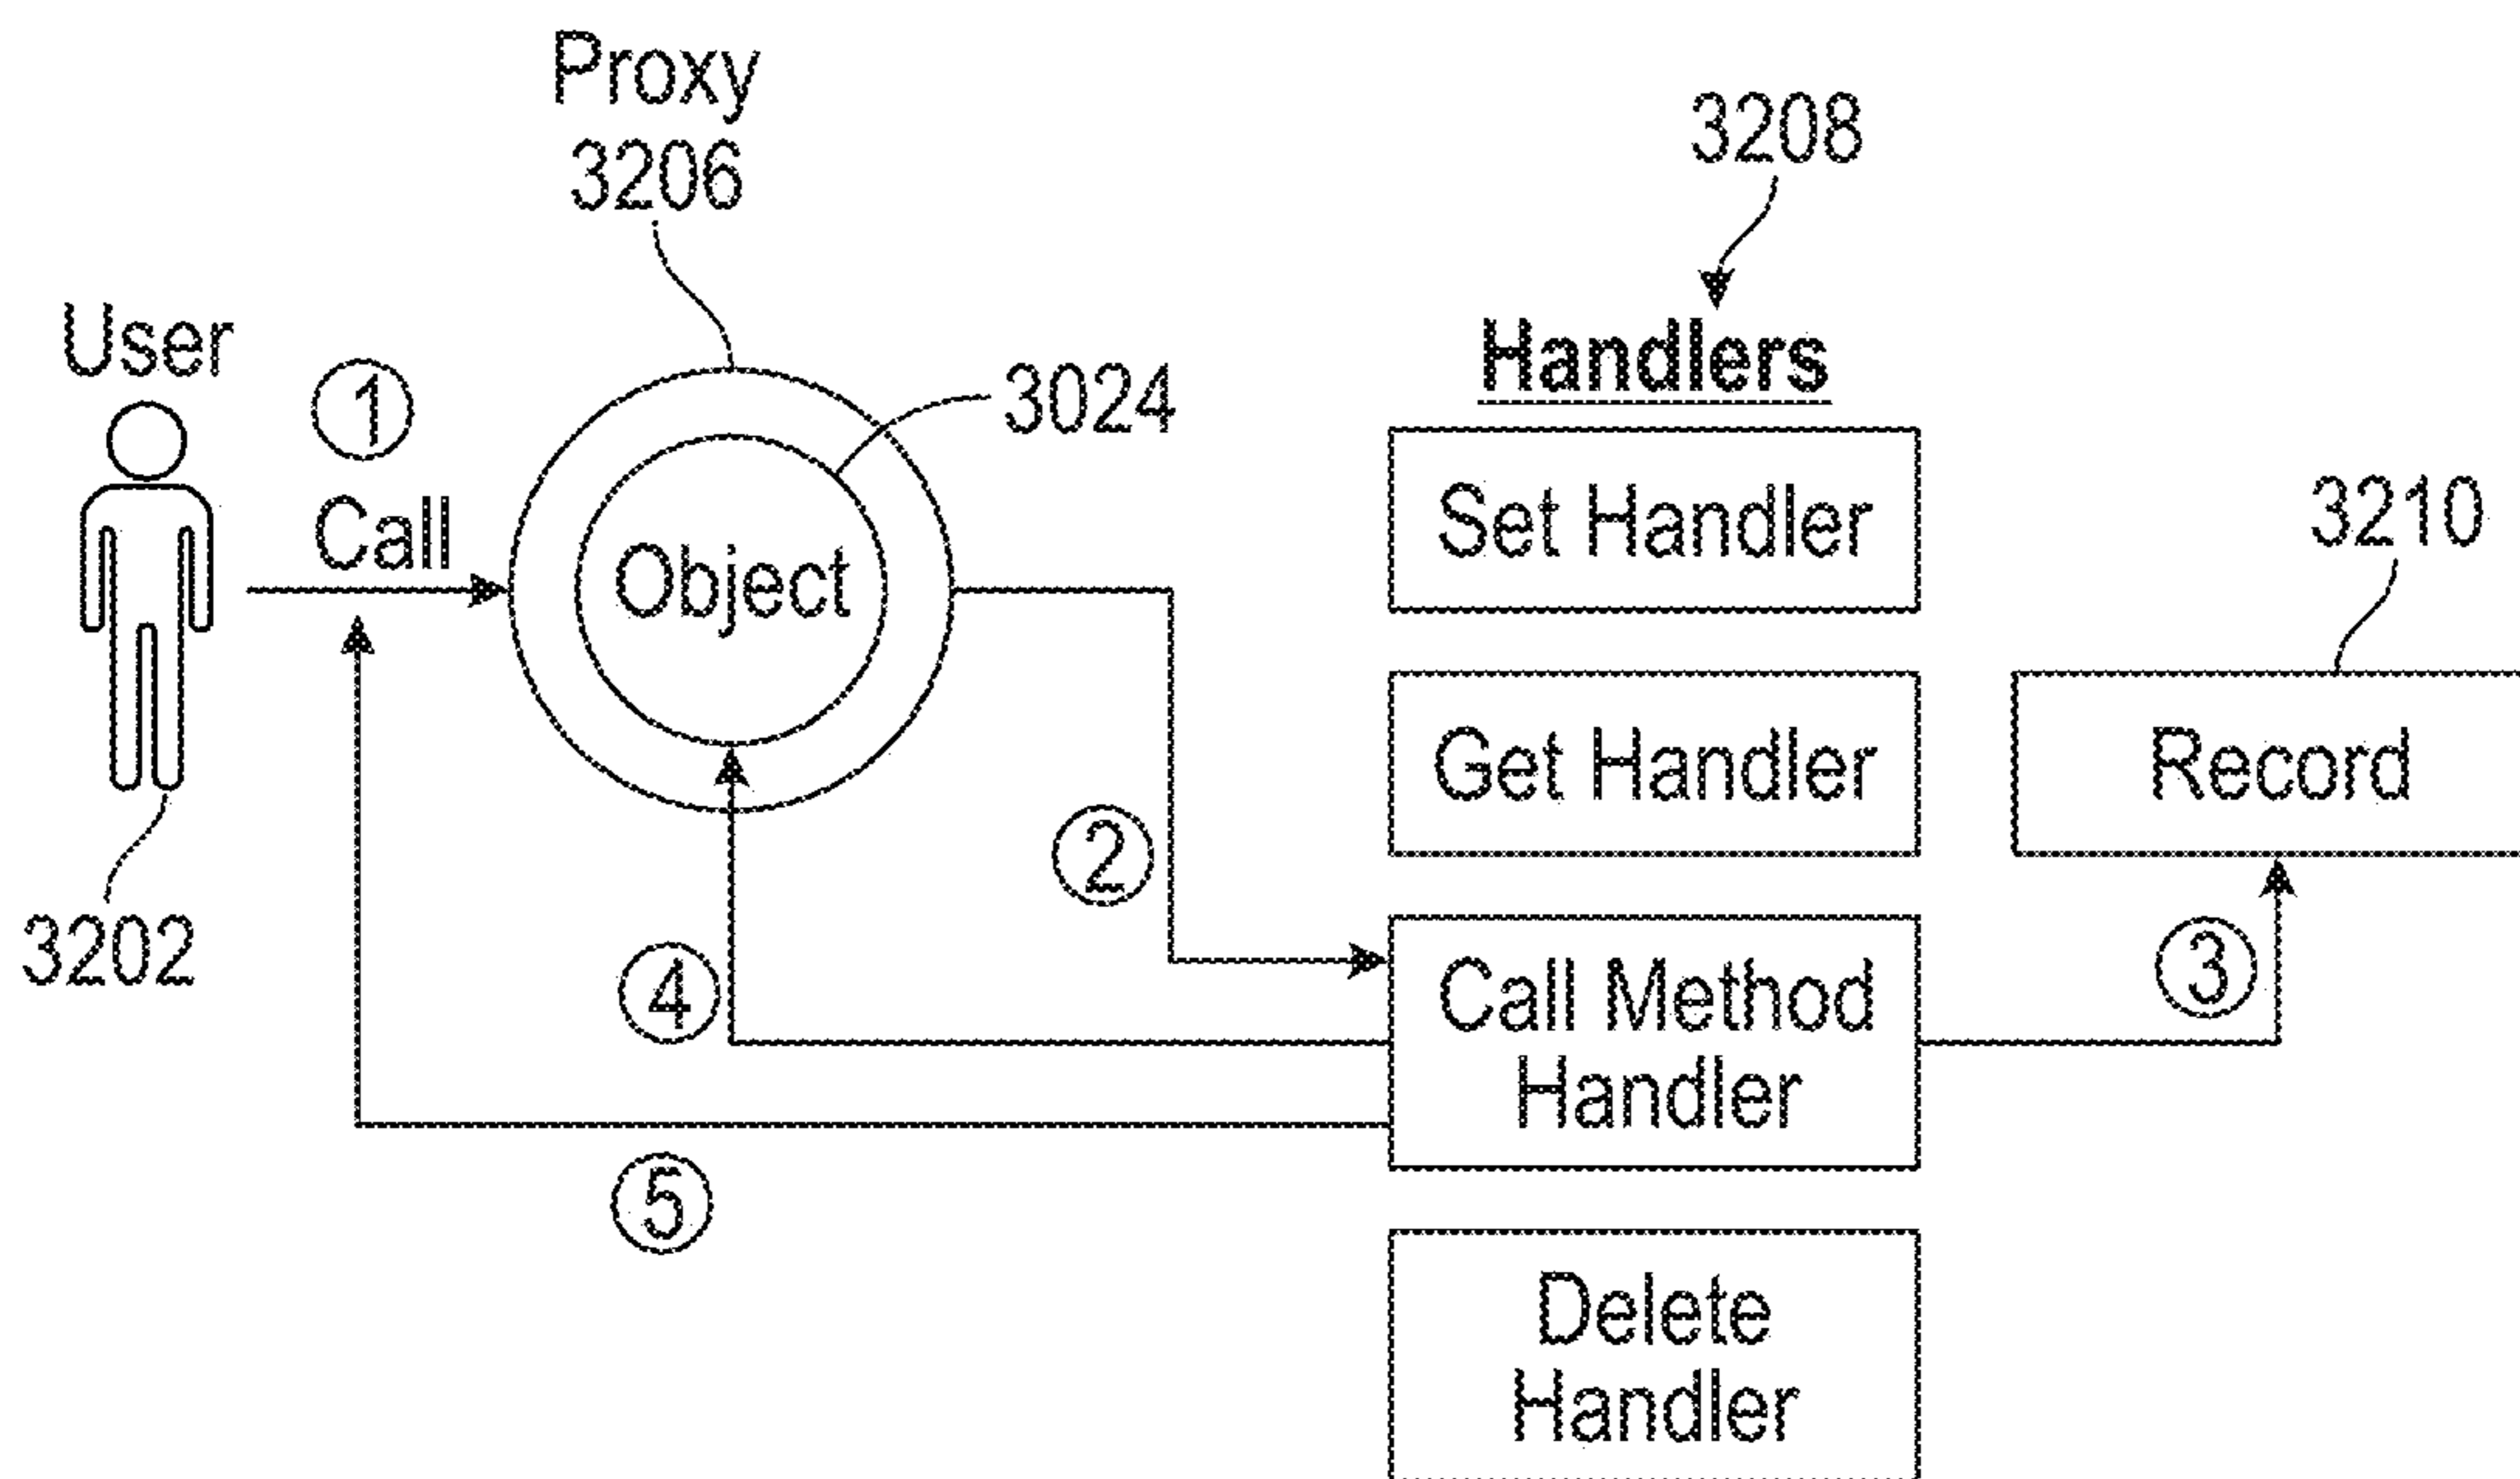 Proxy
3206
3208
User
①
Call
Object
3024
Handlers
Set Handler
3210
Get Handler
Record
②
3202
④
Call Method
Handler
③
⑤
Delete
Handler